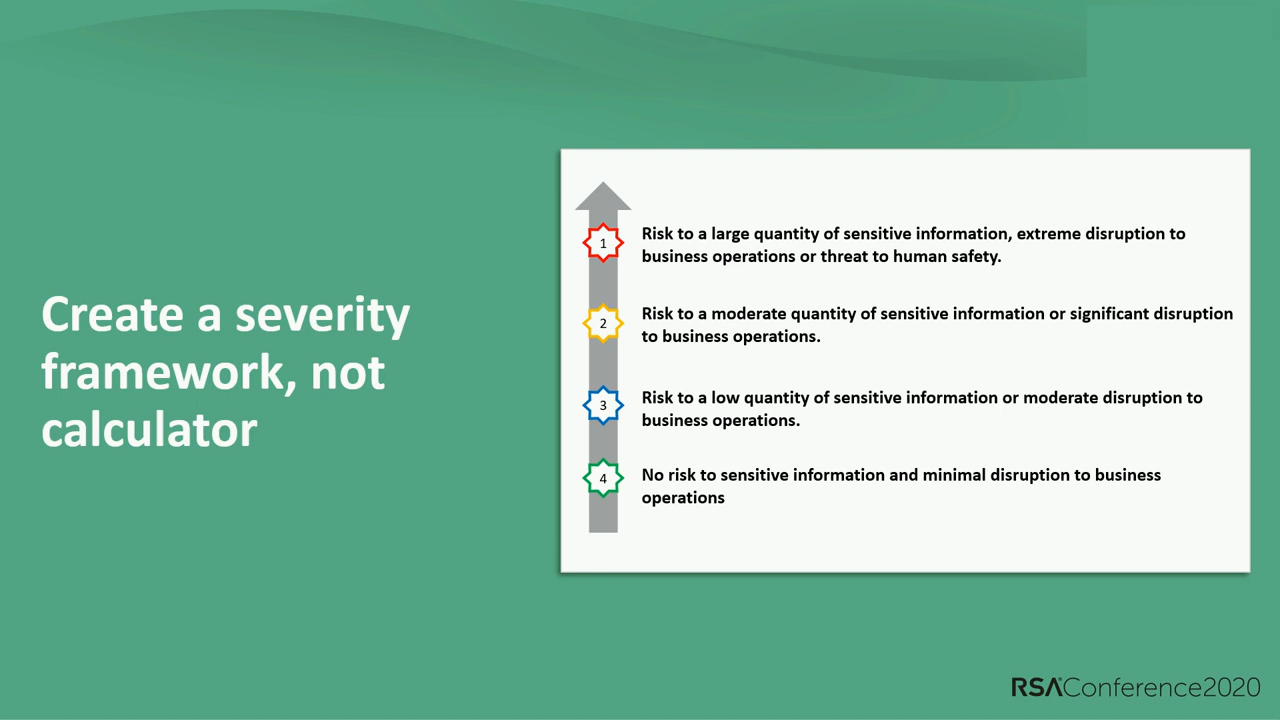 Create a severity
framework, not
calculator
1
Risk to a large quantity of sensitive information, extreme disruption to
business operations or threat to human safety.
2
Risk to a moderate quantity of sensitive information or significant disruption
to business operations.
3
Risk to a low quantity of sensitive information or moderate disruption to
business operations.
4
No risk to sensitive information and minimal disruption to business
operations
RSAConference2020